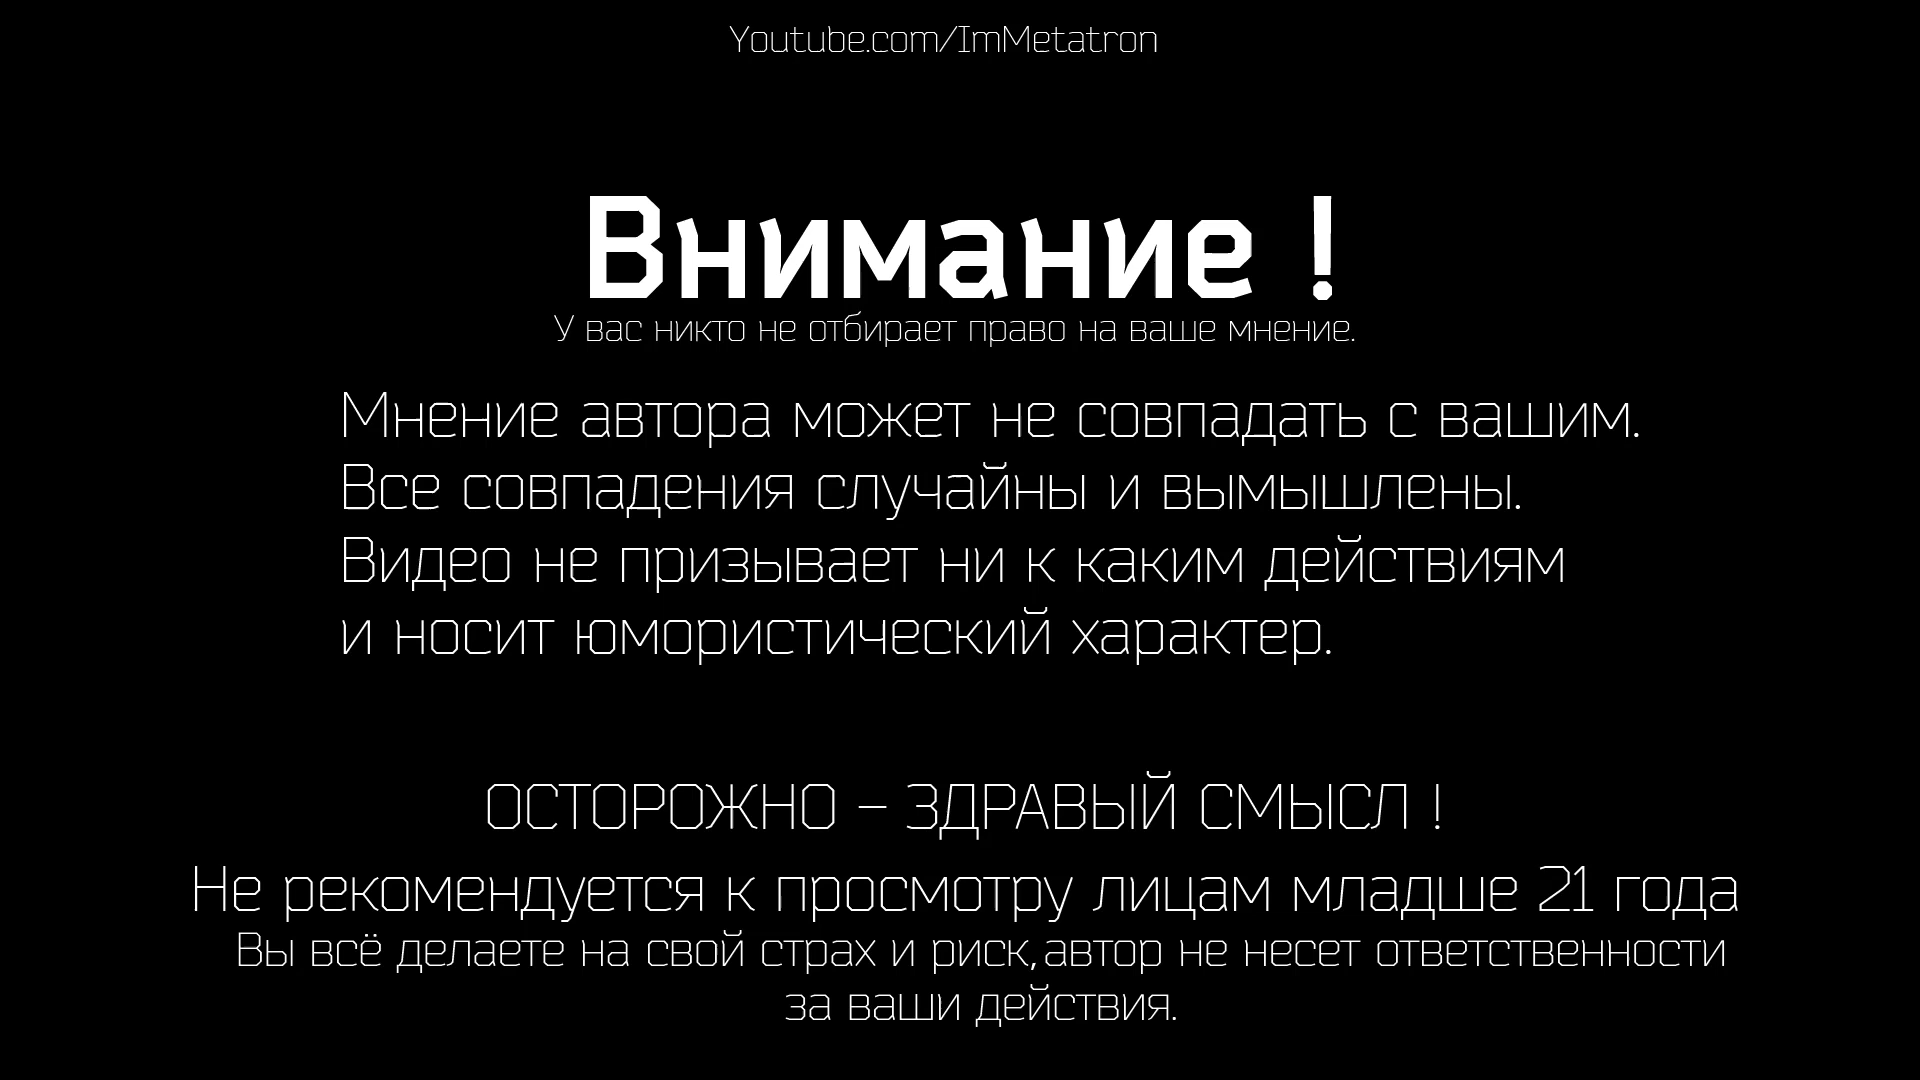 Youtube.com/ImMetatron
Внимание !
У вас никто не отбирает право на ваше мнение.
Мнение автора может не совпадать с вашим.
Все совпадения случайны и вымышлены.
Видео не призывает ни к каким действиям
и носит юмористический характер.
ОСТОРОЖНО – ЗДРАВЫЙ СМЫСЛ !
Не рекомендуется к просмотру лицам младше 21 года
Вы всё делаете на свой страх и риск, автор не несет ответственности
за ваши действия.